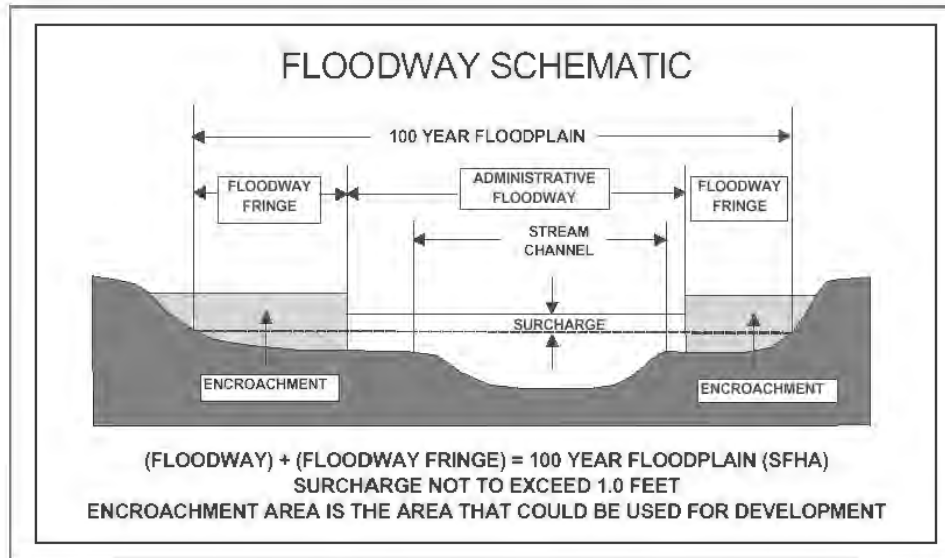 FLOODWAY SCHEMATIC
100 YEAR FLOODPLAIN
FLOODWAY
FRINGE
ADMINISTRATIVE
FLOODWAY
FLOODWAY
FRINGE
STREAM
CHANNEL
SURCHARGE
ENCROACHMENT
ENCROACHMENT
(FLOODWAY) + (FLOODWAY FRINGE) = 100 YEAR FLOODPLAIN (SFHA)
SURCHARGE NOT TO EXCEED 1.0 FEET
ENCROACHMENT AREA IS THE AREA THAT COULD BE USED FOR DEVELOPMENT